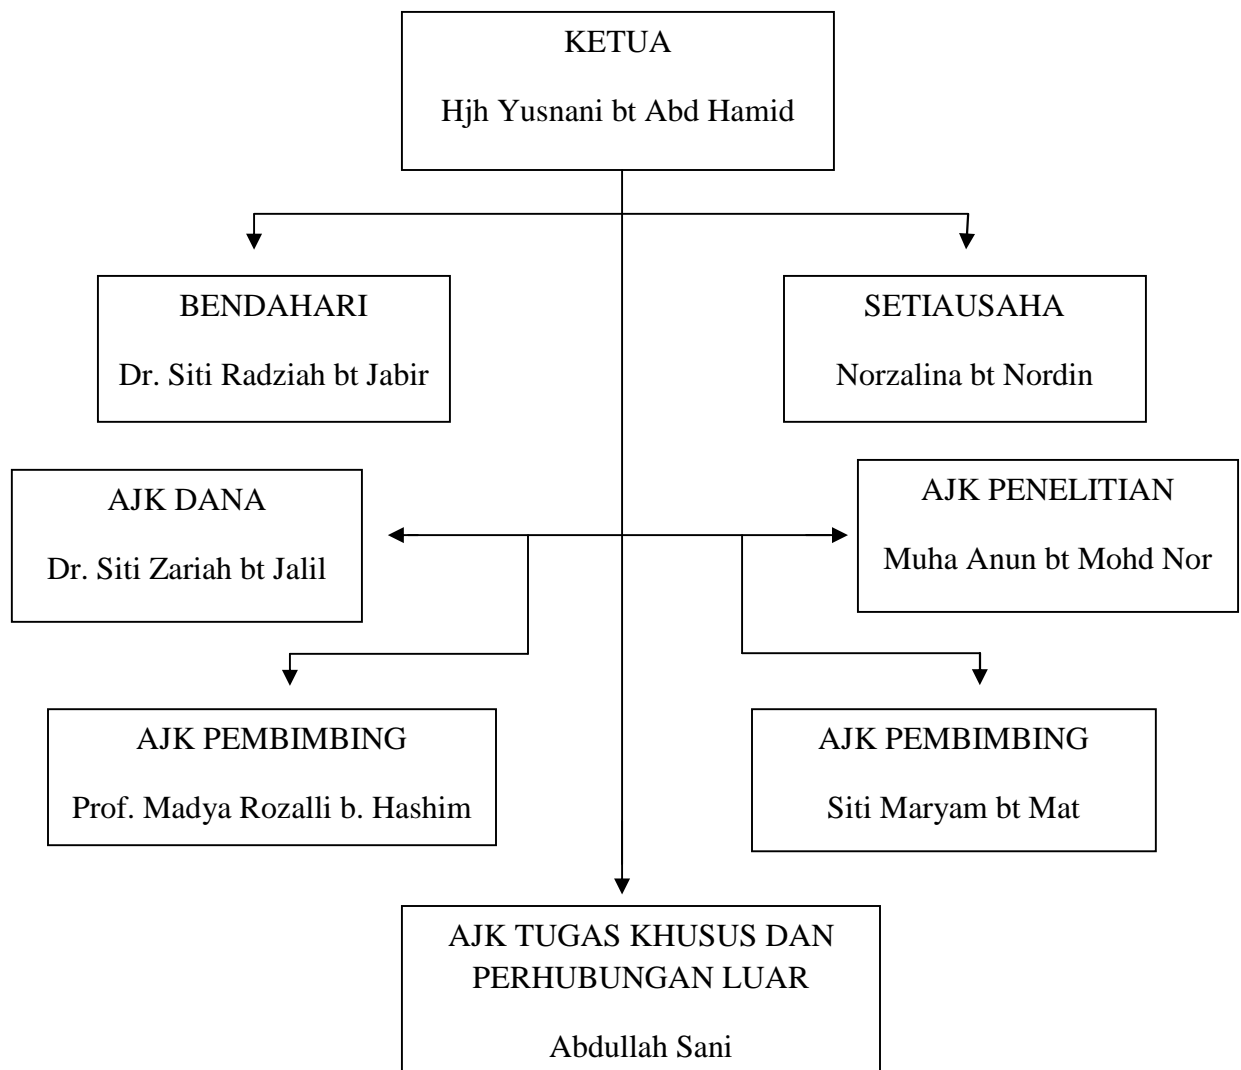 KETUA
Hjh Yusnani bt Abd Hamid
BENDAHARI
Dr. Siti Radziah bt Jabir
SETIAUSAHA
Norzalina bt Nordin
AJK DANA
Dr. Siti Zariah bt Jalil
AJK PENELITIAN
Muha Anun bt Mohd Nor
AJK PEMBIMBING
Prof. Madya Rozalli b. Hashim
AJK PEMBIMBING
Siti Maryam bt Mat
AJK TUGAS KHUSUS DAN
PERHUBUNGAN LUAR
Abdullah Sani